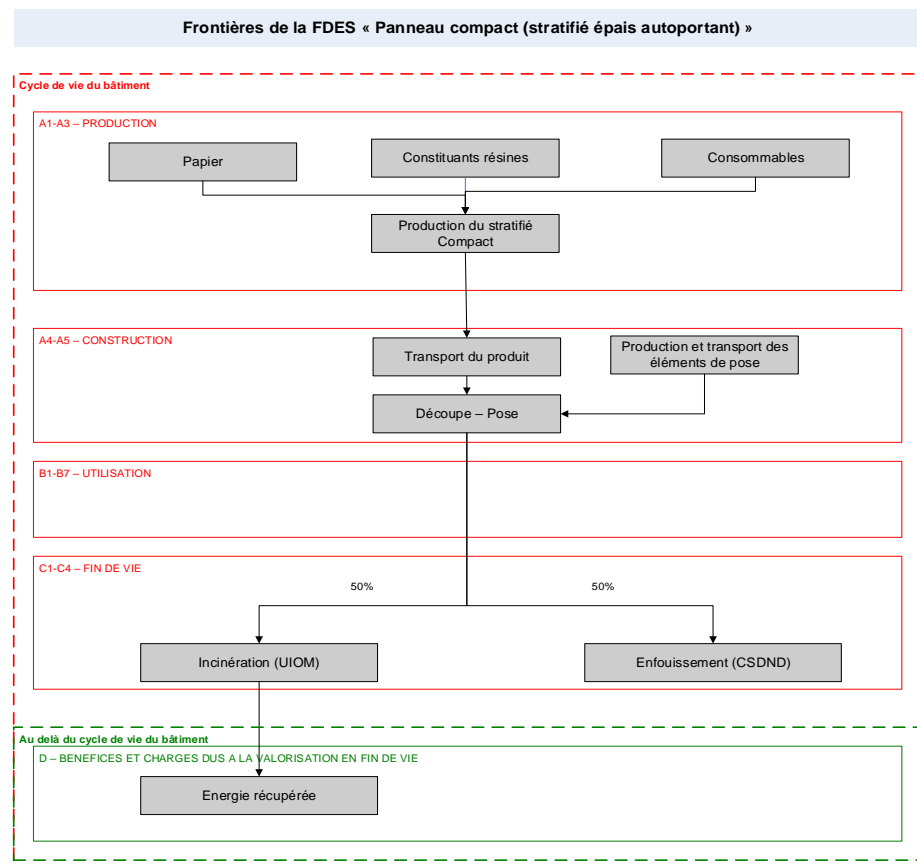 Frontières de la FDES « Panneau compact (stratifié épais autoportant) »
Cycle de vie du bâtiment
A1-A3 – PRODUCTION
Papier
Constituants résines
Consommables
Production du stratifié
Compact
A4-A5 – CONSTRUCTION
Transport du produit
Production et transport des
éléments de pose
Découpe – Pose
B1-B7 – UTILISATION
C1-C4 – FIN DE VIE
50%
50%
Incinération (UIOM)
Enfouissement (CSDND)
Au delà du cycle de vie du bâtiment
D – BENEFICES ET CHARGES DUS A LA VALORISATION EN FIN DE VIE
Energie récupérée